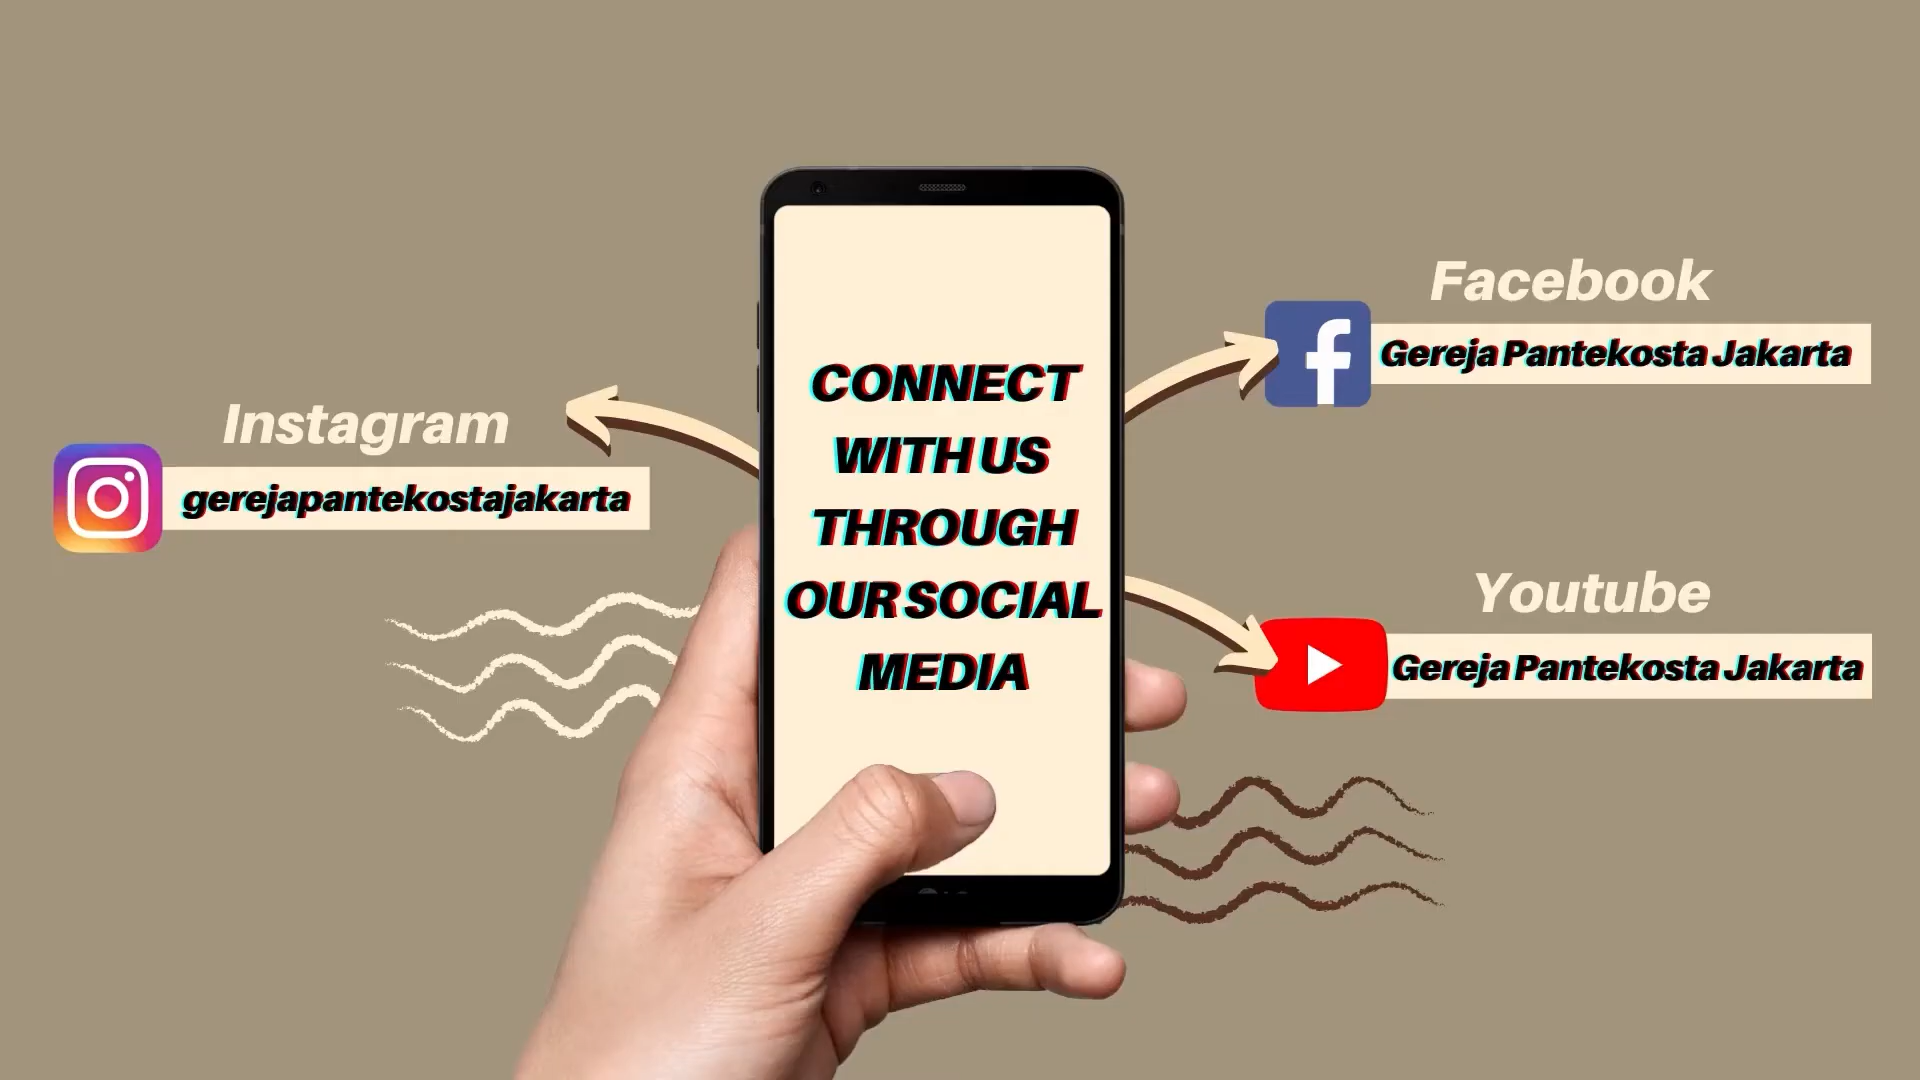 Instagram
gerejapantekostajakarta
CONNECT
WITH US
THROUGH
OUR SOCIAL
MEDIA
Facebook
Gereja Pantekosta Jakarta
Youtube
Gereja Pantekosta Jakarta